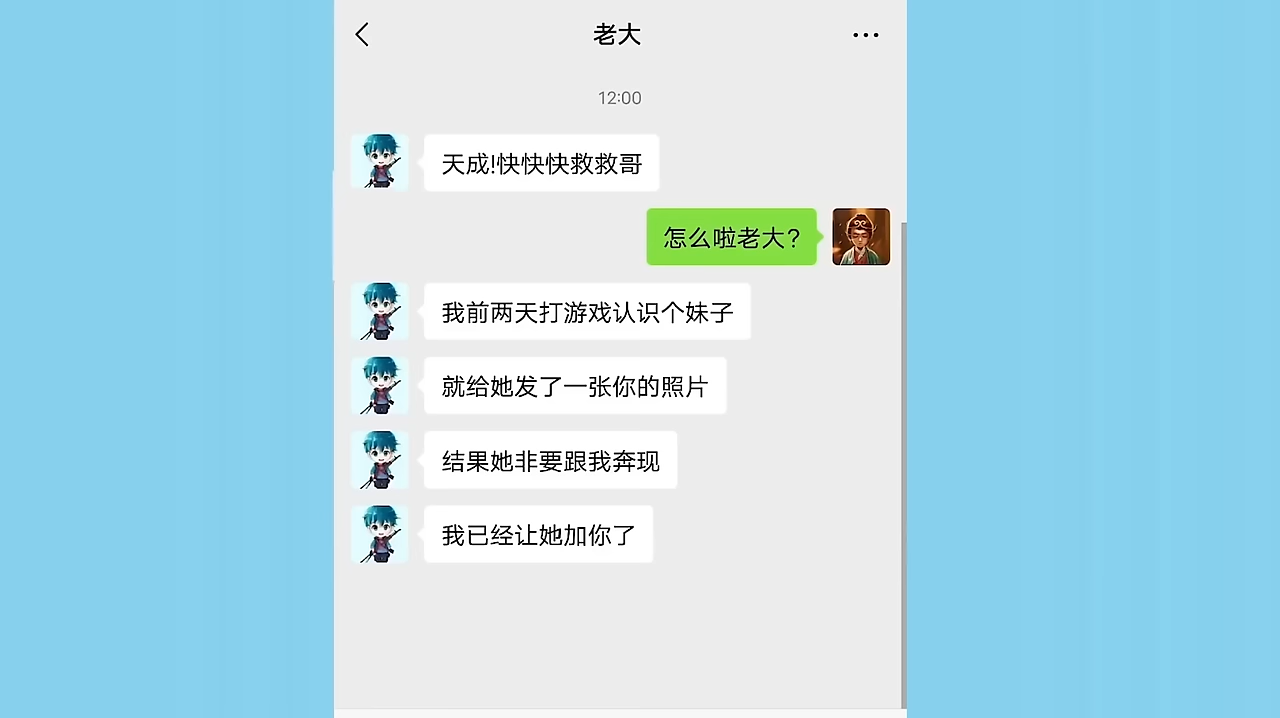 老大
12:00
天成!快快快救救哥
怎么啦老大?
我前两天打游戏认识个妹子
就给她发了一张你的照片
结果她非要跟我奔现
我已经让她加你了